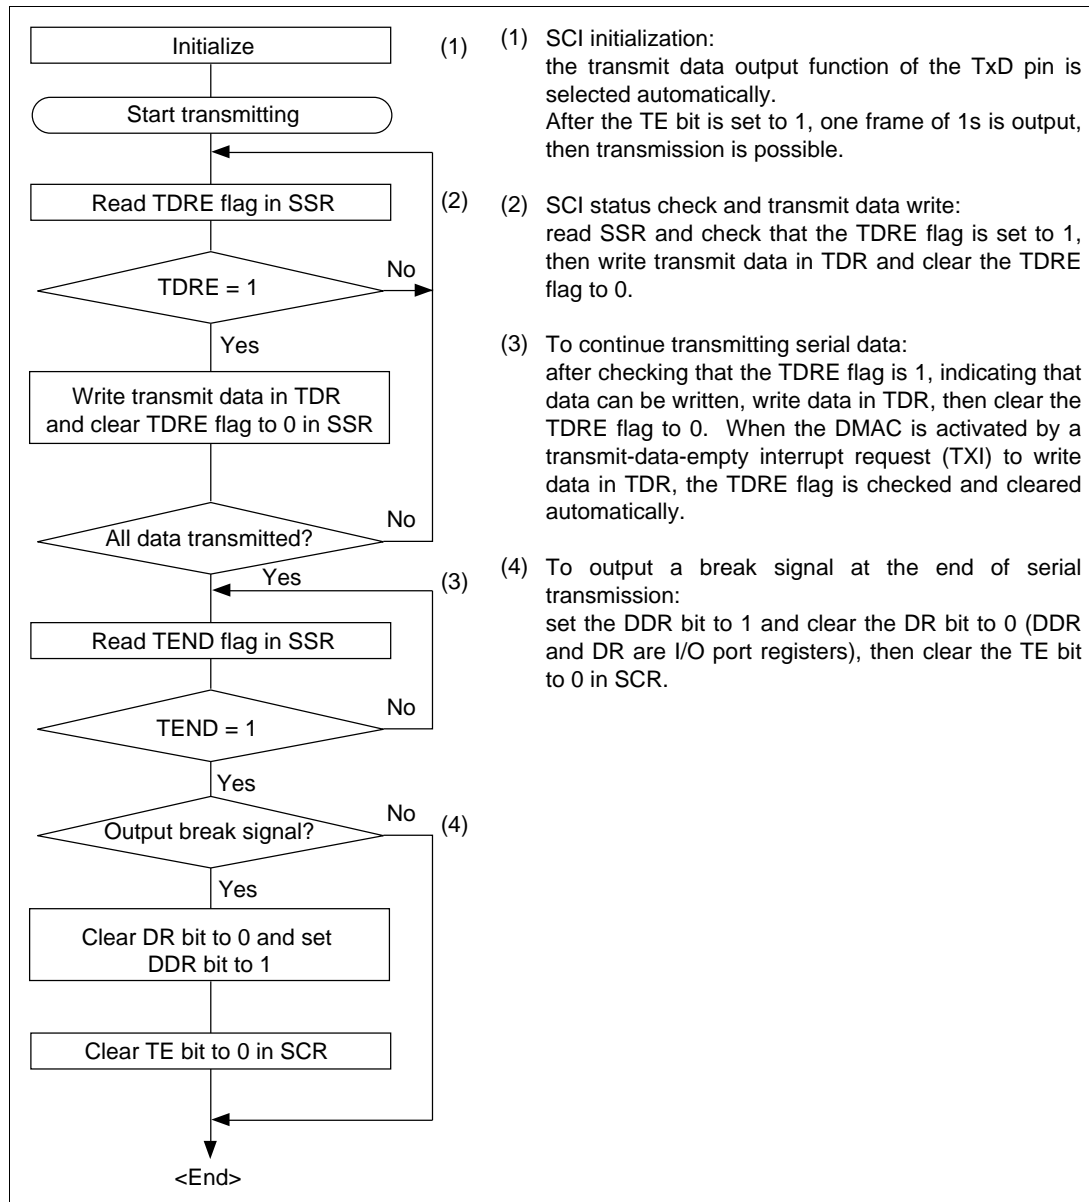 Initialize
(1)
Start transmitting
Read TDRE flag in SSR
(2)
TDRE = 1
No
Yes
Write transmit data in TDR
and clear TDRE flag to 0 in SSR
All data transmitted?
No
Yes
(3)
Read TEND flag in SSR
TEND = 1
No
Yes
Output break signal?
No
(4)
Yes
Clear DR bit to 0 and set
DDR bit to 1
Clear TE bit to 0 in SCR
<End>
(1) SCI initialization:
the transmit data output function of the TxD pin is
selected automatically.
After the TE bit is set to 1, one frame of 1s is output,
then transmission is possible.
(2) SCI status check and transmit data write:
read SSR and check that the TDRE flag is set to 1,
then write transmit data in TDR and clear the TDRE
flag to 0.
(3) To continue transmitting serial data:
after checking that the TDRE flag is 1, indicating that
data can be written, write data in TDR, then clear the
TDRE flag to 0. When the DMAC is activated by a
transmit-data-empty interrupt request (TXI) to write
data in TDR, the TDRE flag is checked and cleared
automatically.
(4) To output a break signal at the end of serial
transmission:
set the DDR bit to 1 and clear the DR bit to 0 (DDR
and DR are I/O port registers), then clear the TE bit
to 0 in SCR.